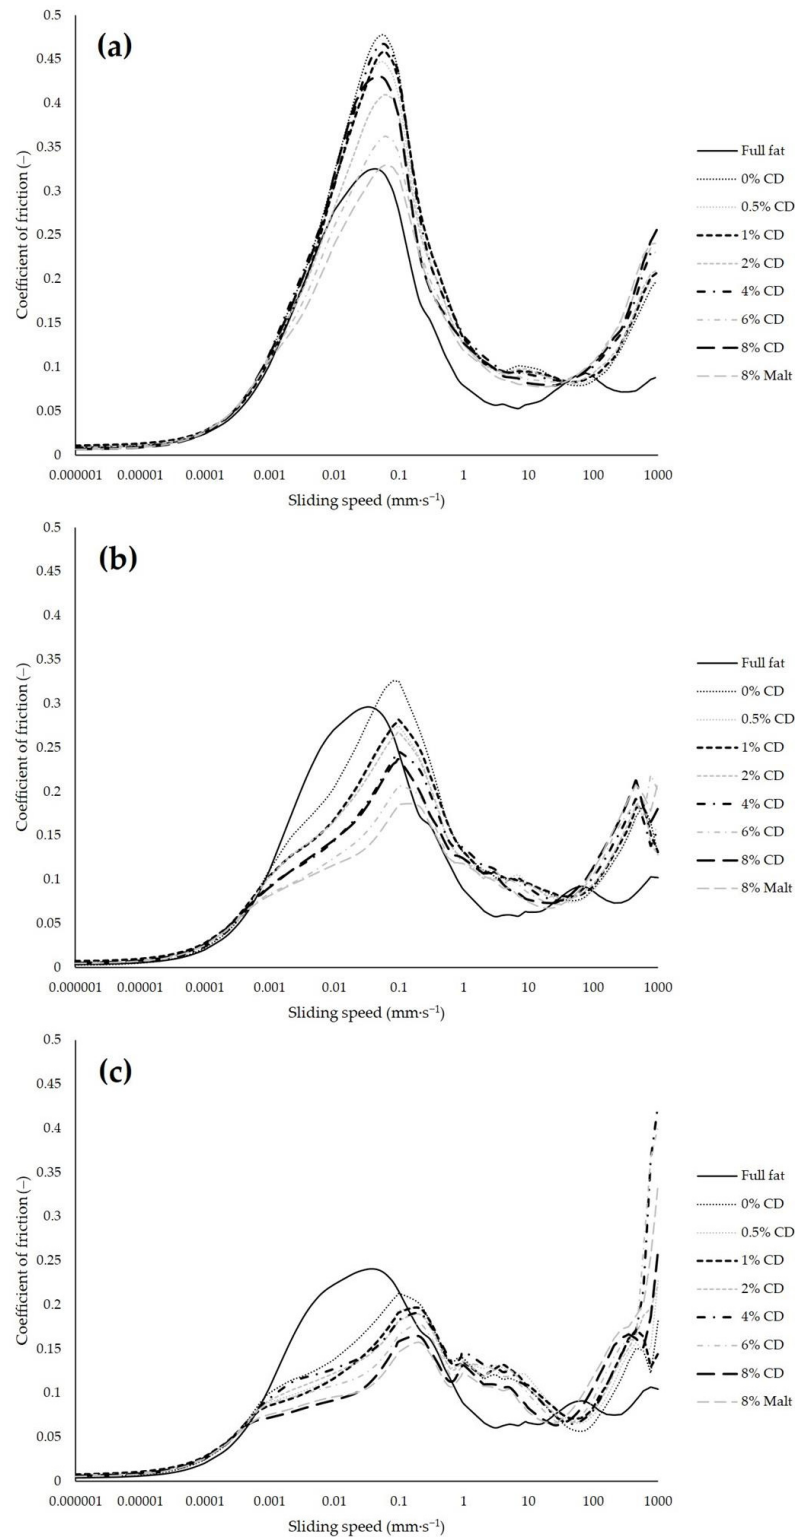 (a)
Coefficient of friction (–)
0.5
0.45
0.4
0.35
0.3
0.25
0.2
0.15
0.1
0.05
0
0.000001 0.00001 0.0001 0.001 0.01 0.1 1 10 100 1000
Sliding speed (mm·s⁻¹)
Full fat
0% CD
0.5% CD
1% CD
2% CD
4% CD
6% CD
8% CD
8% Malt
(b)
Coefficient of friction (–)
0.5
0.45
0.4
0.35
0.3
0.25
0.2
0.15
0.1
0.05
0
0.000001 0.00001 0.0001 0.001 0.01 0.1 1 10 100 1000
Sliding speed (mm·s⁻¹)
Full fat
0% CD
0.5% CD
1% CD
2% CD
4% CD
6% CD
8% CD
8% Malt
(c)
Coefficient of friction (–)
0.5
0.45
0.4
0.35
0.3
0.25
0.2
0.15
0.1
0.05
0
0.000001 0.00001 0.0001 0.001 0.01 0.1 1 10 100 1000
Sliding speed (mm·s⁻¹)
Full fat
0% CD
0.5% CD
1% CD
2% CD
4% CD
6% CD
8% CD
8% Malt